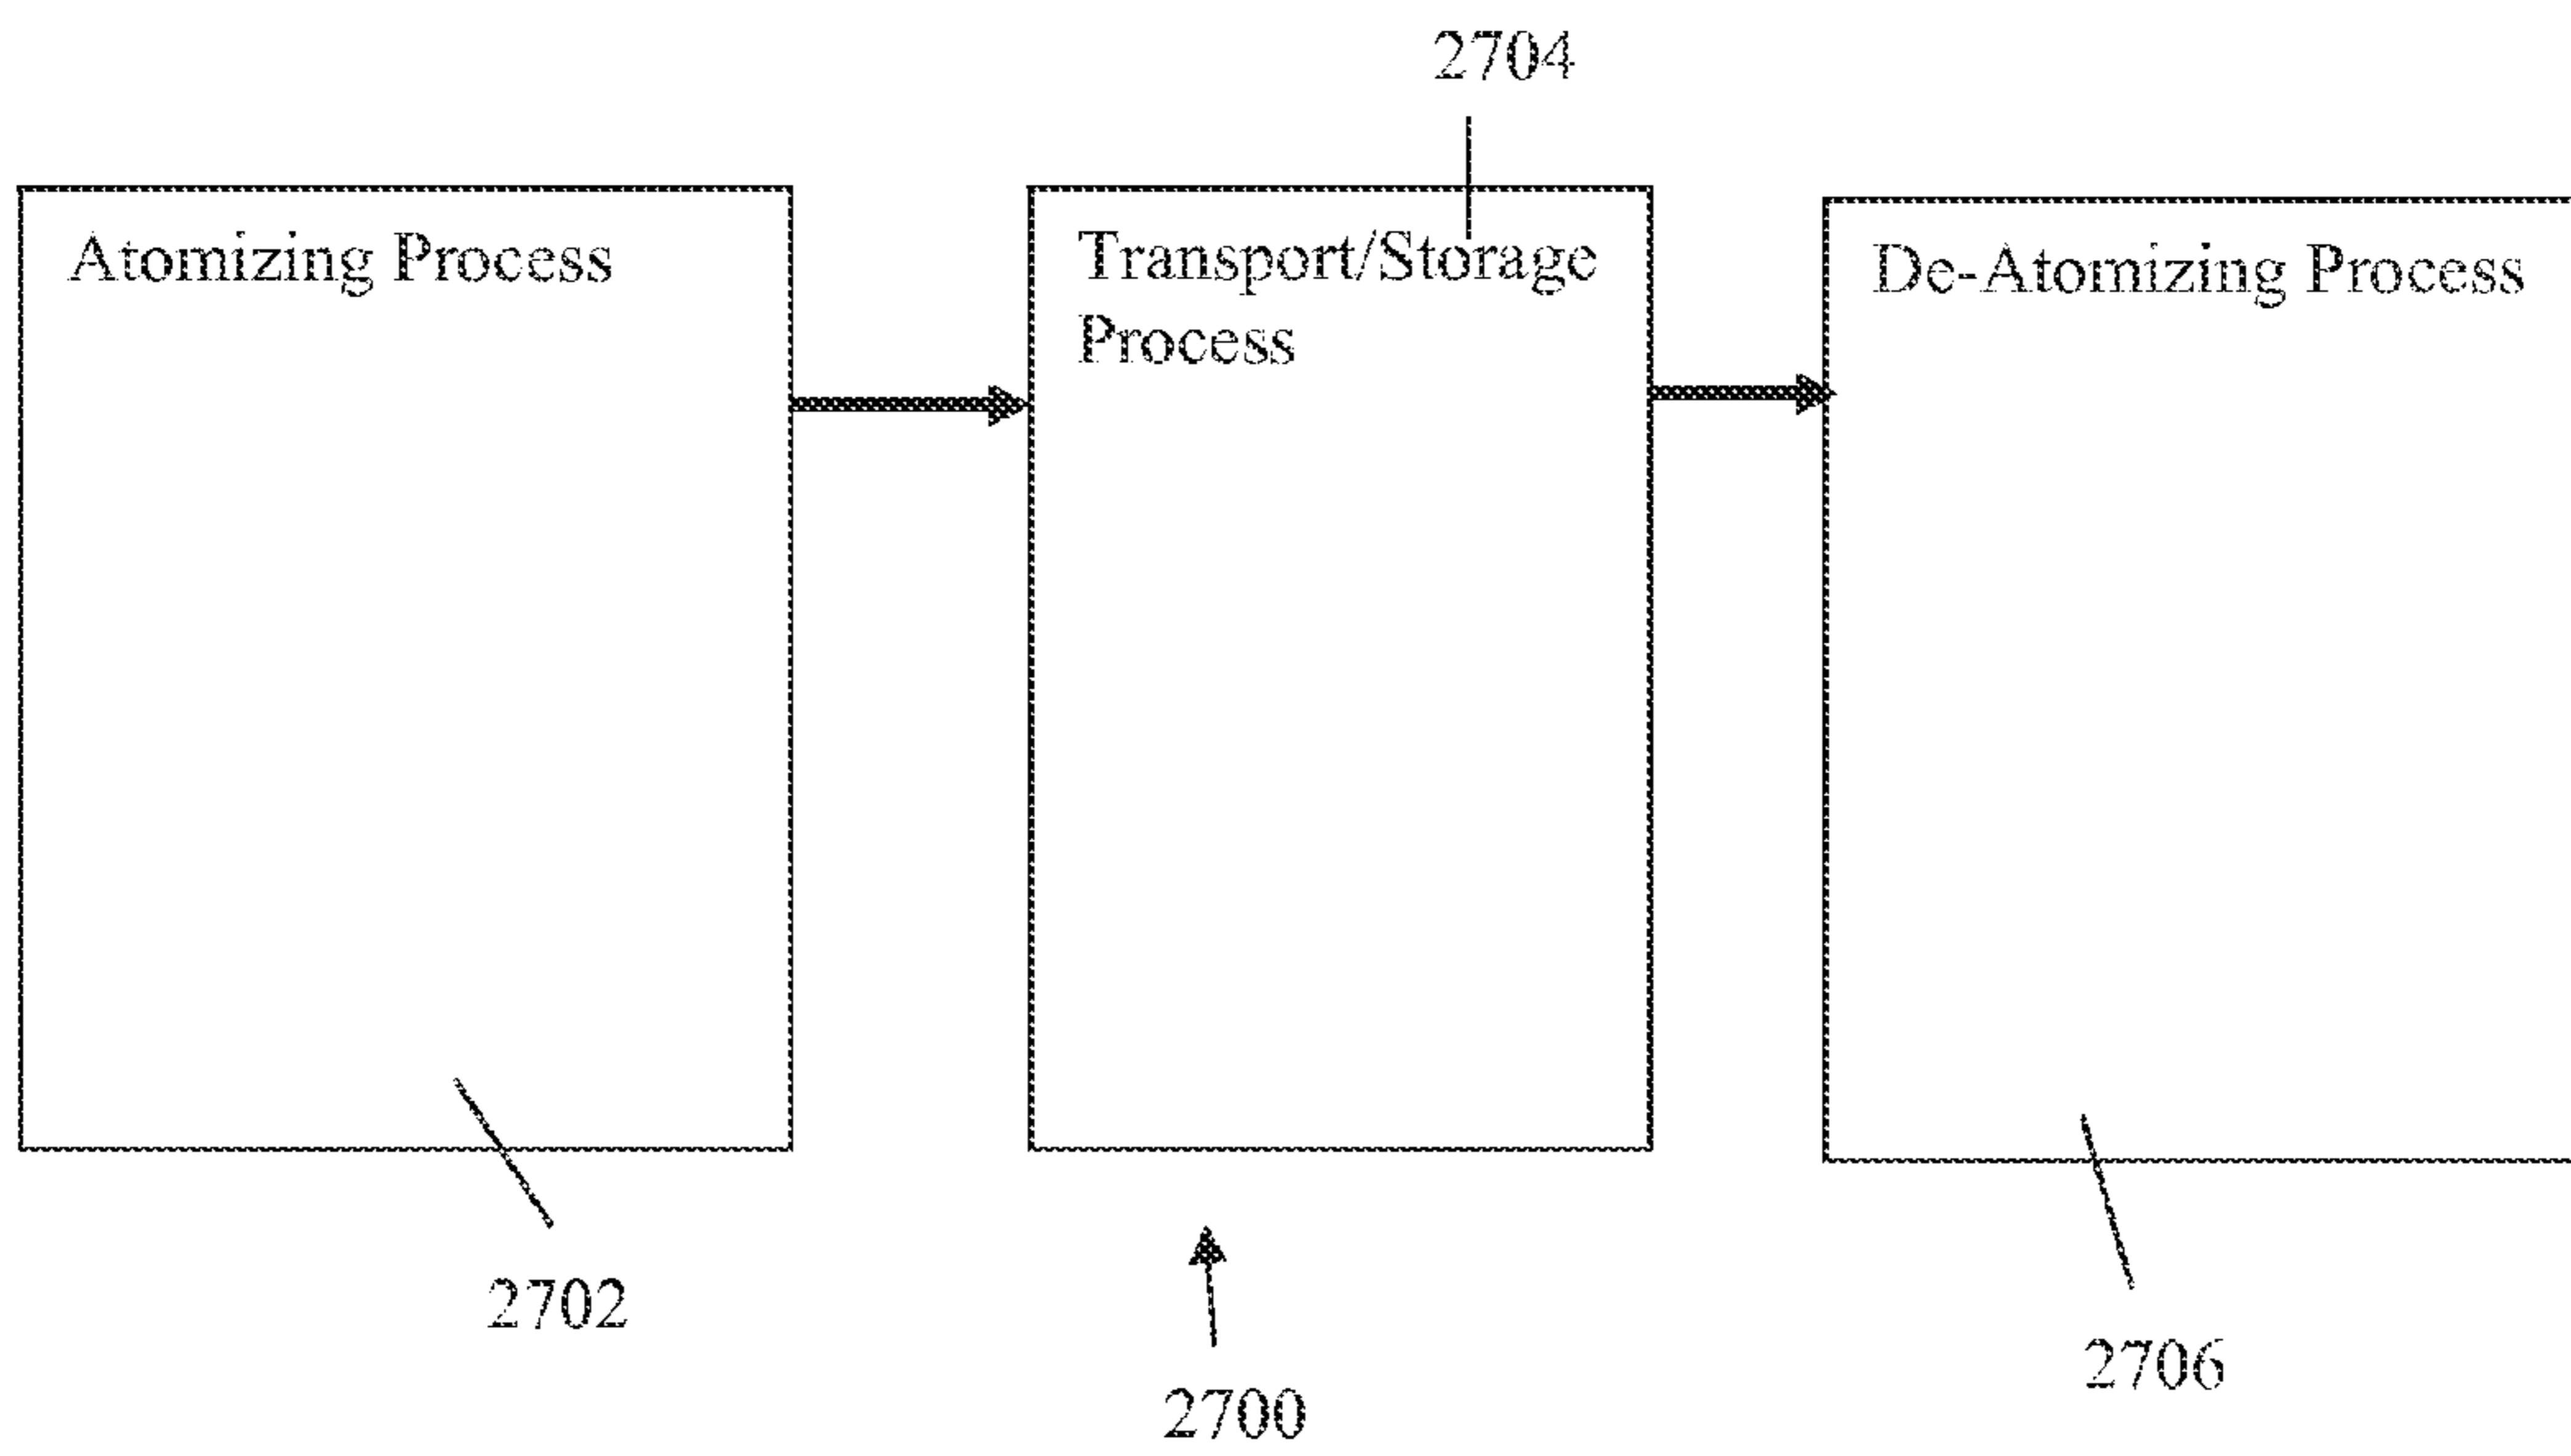 2704
Atomizing Process
Transport/Storage
Process
De-Atomizing Process
2702
2700
2706